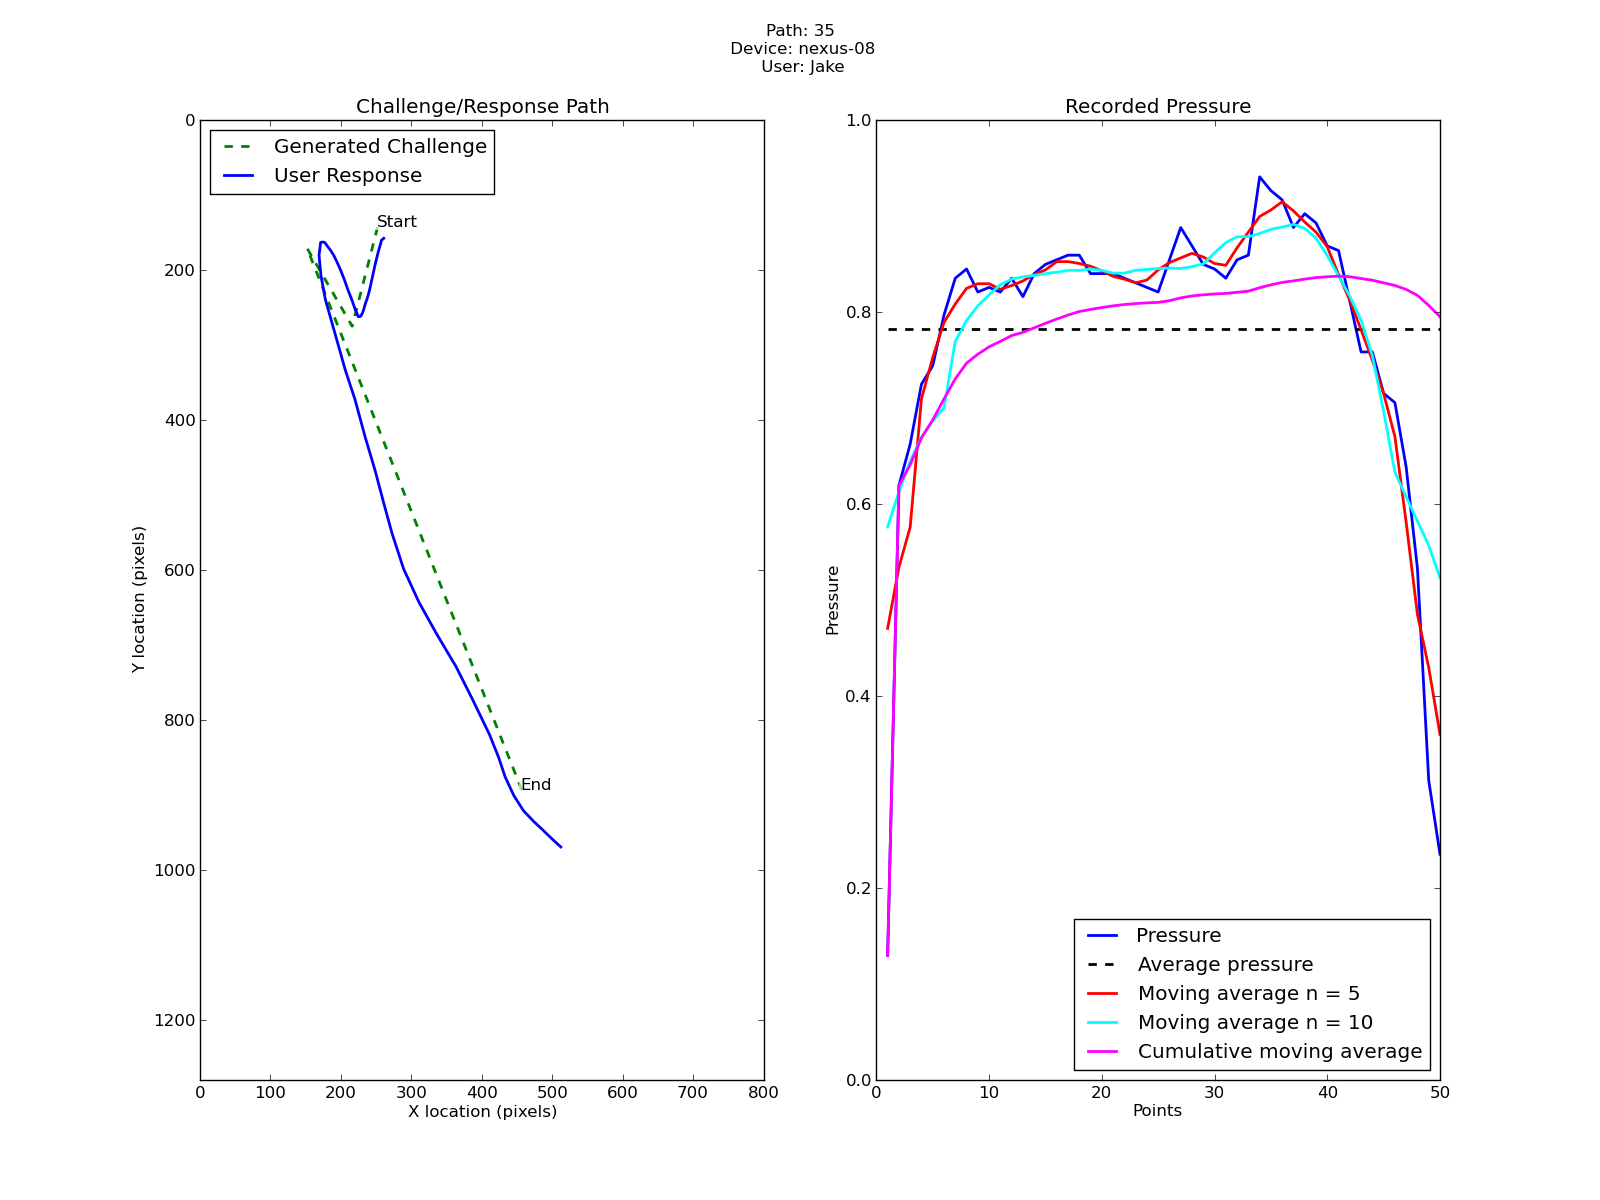 Path: 35
Device: nexus-08
User: Jake
Challenge/Response Path
Generated Challenge
User Response
Start
End
0
200
400
600
800
1000
1200
Y location (pixels)
0 100 200 300 400 500 600 700 800
X location (pixels)
Recorded Pressure
1.0
0.8
0.6
0.4
0.2
0.0
Pressure
Pressure
Average pressure
Moving average n = 5
Moving average n = 10
Cumulative moving average
0 10 20 30 40 50
Points